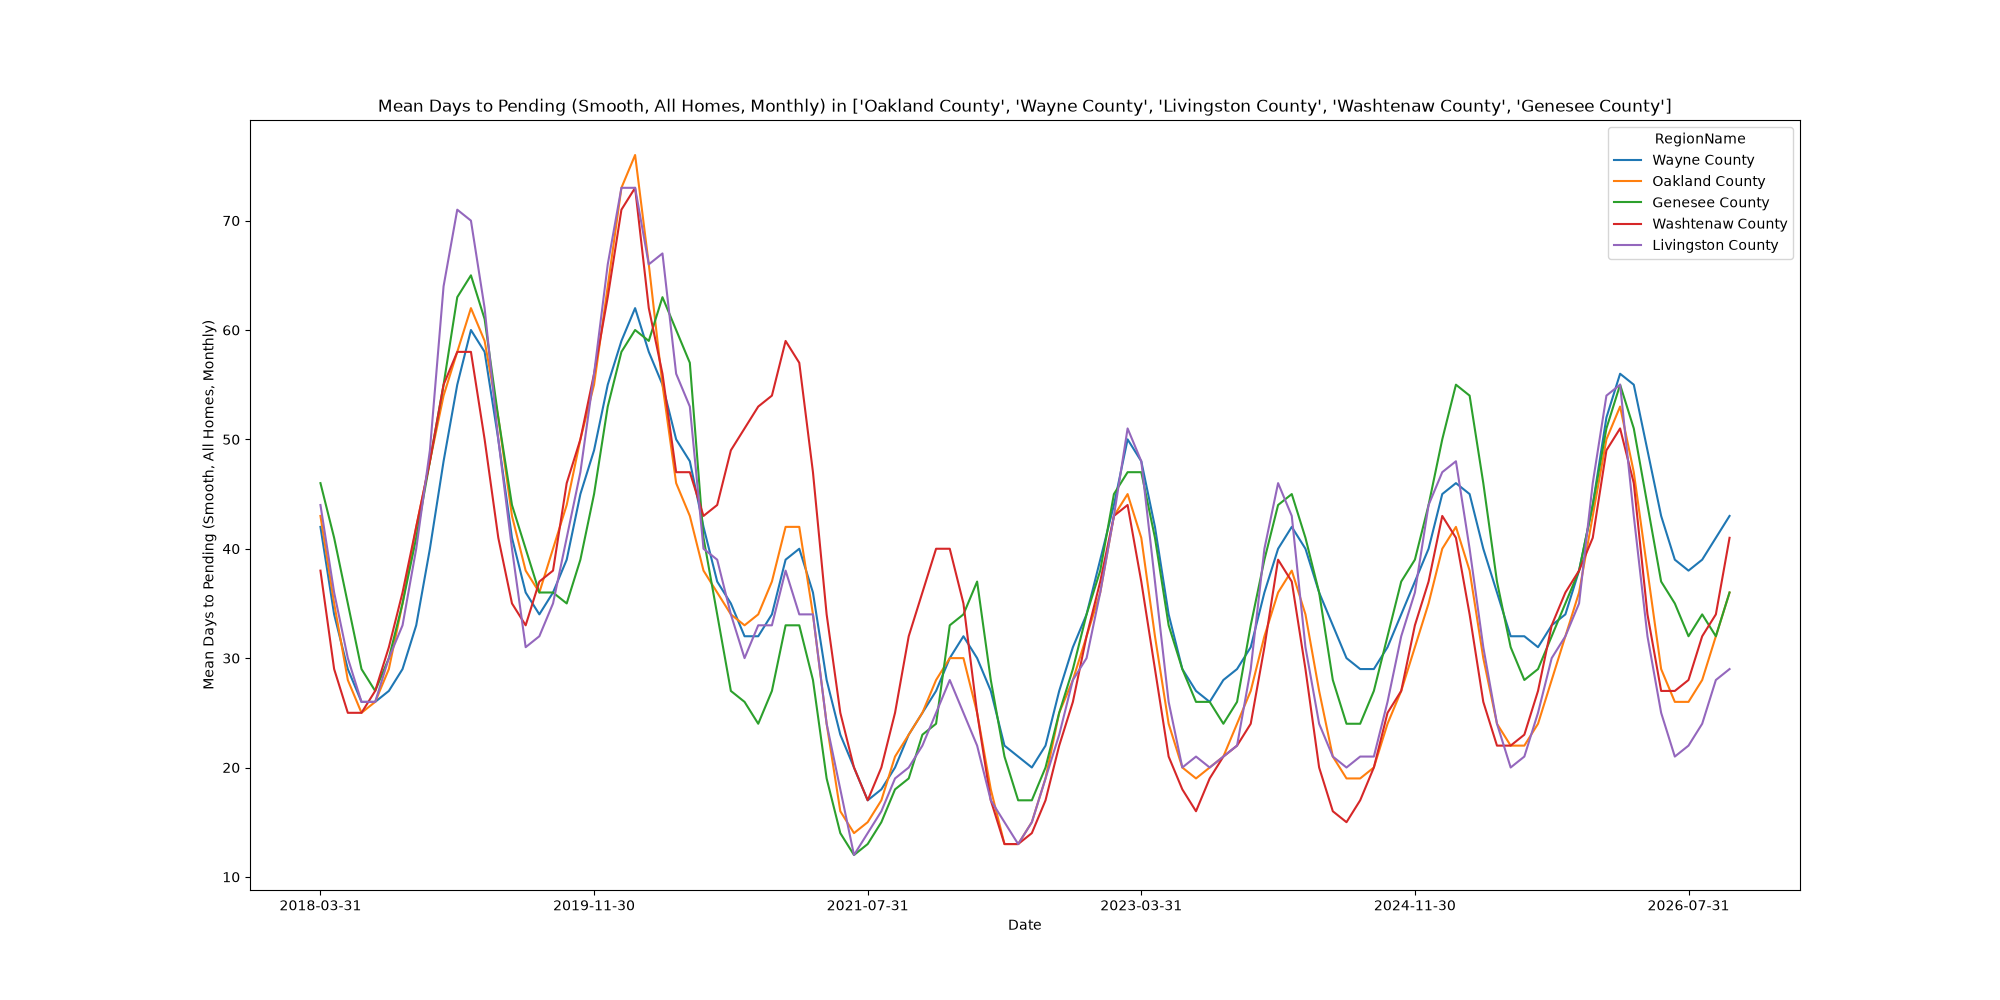 Mean Days to Pending (Smooth, All Homes, Monthly) in ['Oakland County', 'Wayne County', 'Livingston County', 'Washtenaw County', 'Genesee County']
RegionName
Wayne County
Oakland County
Genesee County
Washtenaw County
Livingston County
Mean Days to Pending (Smooth, All Homes, Monthly)
70
60
50
40
30
20
10
2018-03-31
2019-11-30
2021-07-31
2023-03-31
2024-11-30
2026-07-31
Date